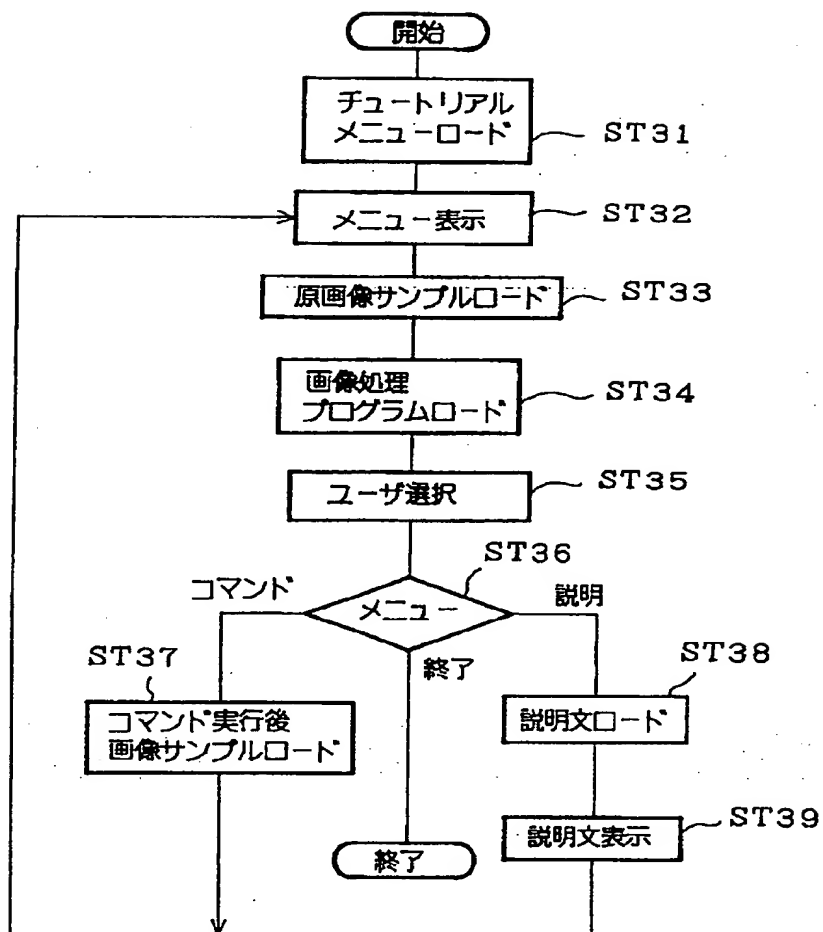 開始
チュートリアル
メニューロード
ST31
メニュー表示
ST32
原画像サンプルロード
ST33
画像処理
プログラムロード
ST34
ユーザ選択
ST35
ST36
コマンド
メニュー
説明
終了
ST37
コマンド実行後
画像サンプルロード
ST38
説明文ロード
ST39
説明文表示
終了